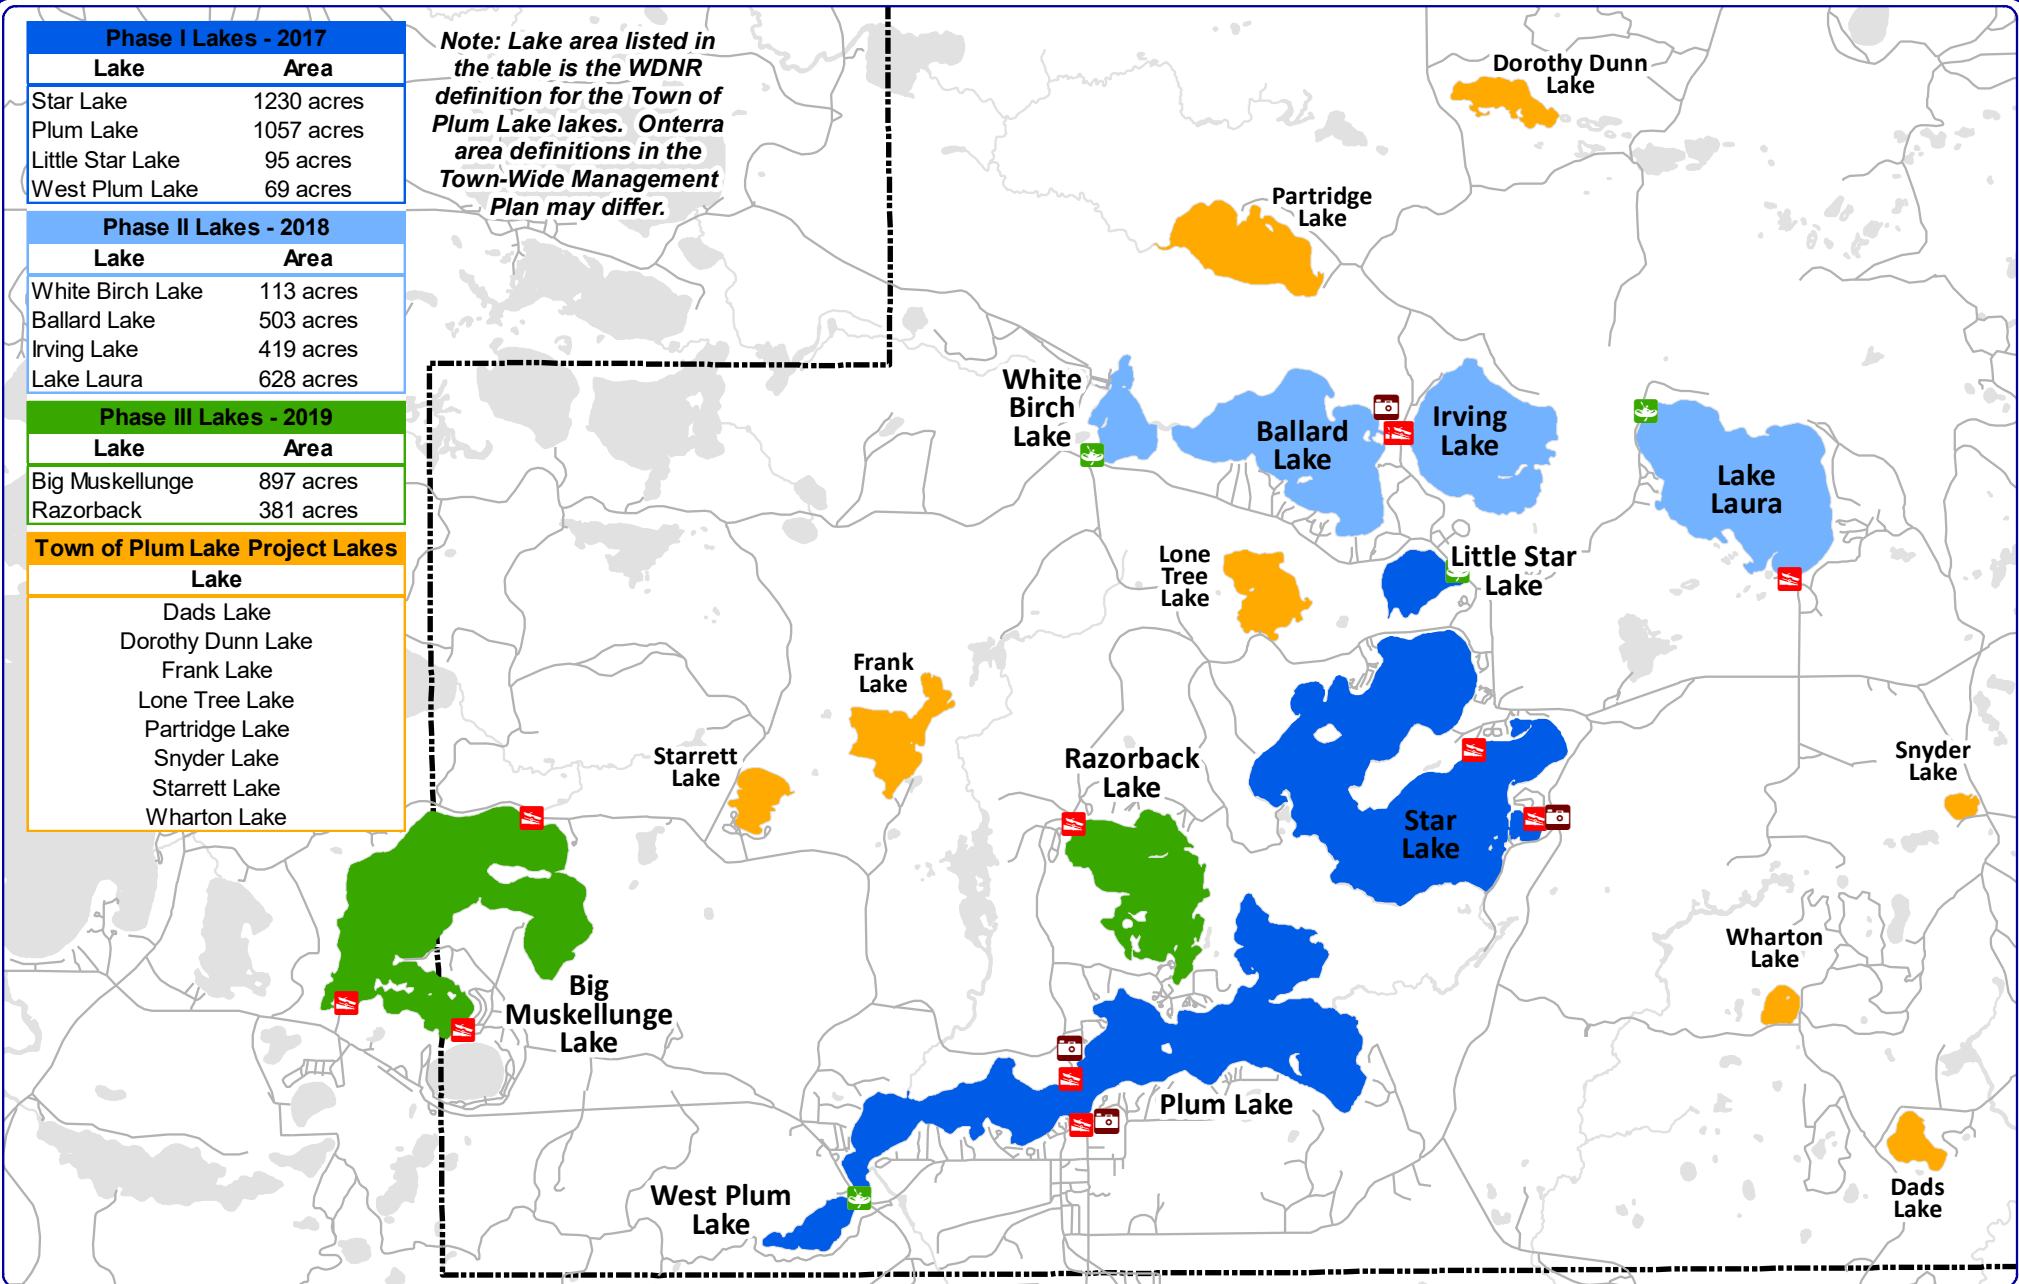 Phase I Lakes - 2017
Lake Area
Star Lake 1230 acres
Plum Lake 1057 acres
Little Star Lake 95 acres
West Plum Lake 69 acres
Phase II Lakes - 2018
Lake Area
White Birch Lake 113 acres
Ballard Lake 503 acres
Irving Lake 419 acres
Lake Laura 628 acres
Phase III Lakes - 2019
Lake Area
Big Muskellunge 897 acres
Razorback 381 acres
Town of Plum Lake Project Lakes
Lake
Dads Lake
Dorothy Dunn Lake
Frank Lake
Lone Tree Lake
Partridge Lake
Snyder Lake
Starrett Lake
Wharton Lake
Note: Lake area listed in
the table is the WDNR
definition for the Town of
Plum Lake lakes. Onterra
area definitions in the
Town-Wide Management
Plan may differ.
Dorothy Dunn
Lake
Partridge
Lake
White
Birch
Lake
Ballard
Lake
Irving
Lake
Lake
Laura
Lone
Tree
Lake
Little Star
Lake
Frank
Lake
Starrett
Lake
Razorback
Lake
Star
Lake
Snyder
Lake
Wharton
Lake
Big
Muskellunge
Lake
Plum Lake
West Plum
Lake
Dads
Lake